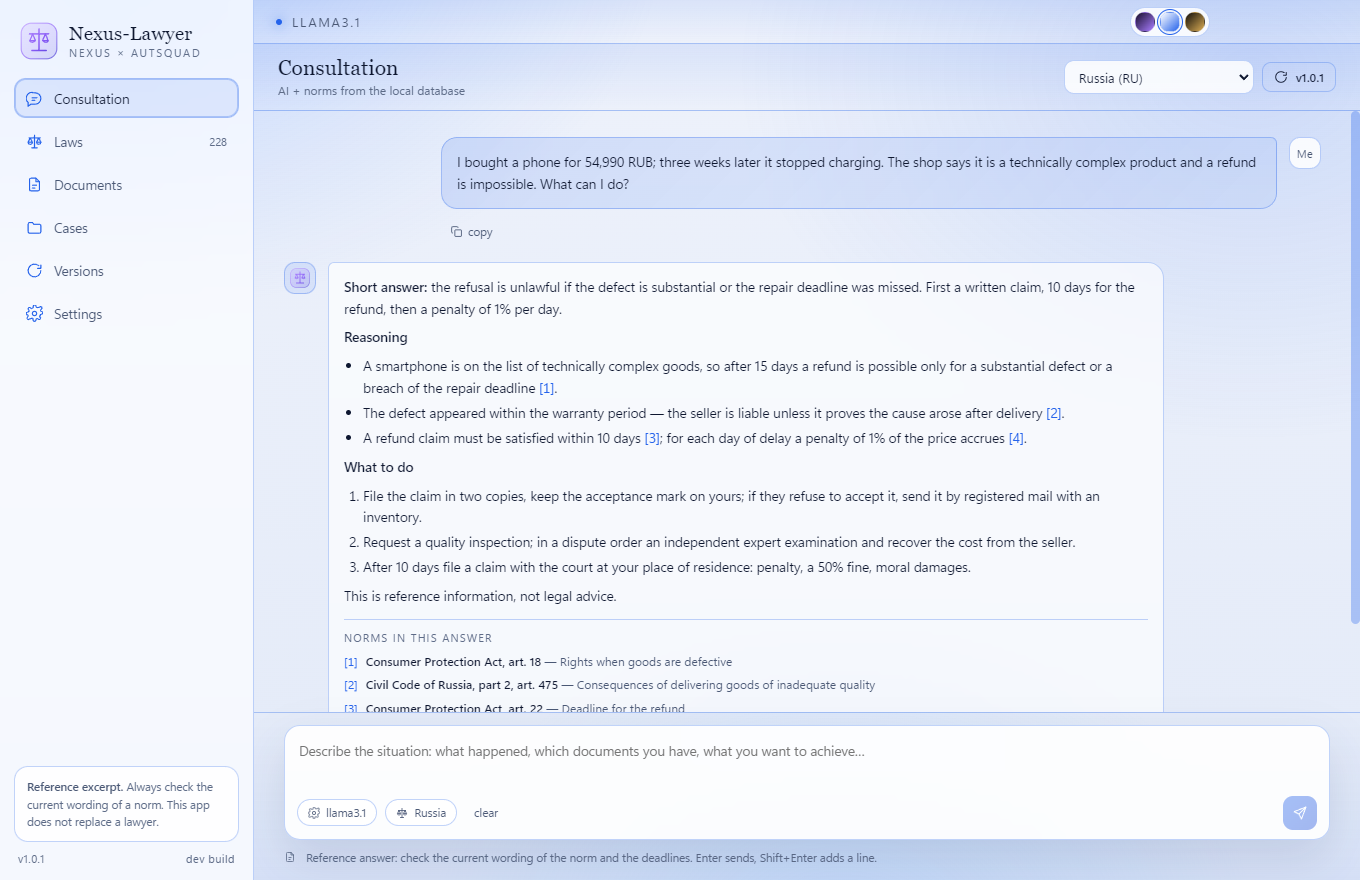 Nexus-Lawyer
NEXUS × AUTSQUAD
Consultation
Laws 228
Documents
Cases
Versions
Settings
Reference excerpt. Always check the
current wording of a norm. This app
does not replace a lawyer.
v1.0.1 dev build
LLAMA3.1
Consultation
AI + norms from the local database
Russia (RU)
v1.0.1
I bought a phone for 54,990 RUB; three weeks later it stopped charging. The shop says it is a technically complex product and a refund
is impossible. What can I do?
Me
copy
Short answer: the refusal is unlawful if the defect is substantial or the repair deadline was missed. First a written claim, 10 days for the
refund, then a penalty of 1% per day.
Reasoning
• A smartphone is on the list of technically complex goods, so after 15 days a refund is possible only for a substantial defect or a
breach of the repair deadline [1].
• The defect appeared within the warranty period — the seller is liable unless it proves the cause arose after delivery [2].
• A refund claim must be satisfied within 10 days [3]; for each day of delay a penalty of 1% of the price accrues [4].
What to do
1. File the claim in two copies, keep the acceptance mark on yours; if they refuse to accept it, send it by registered mail with an
inventory.
2. Request a quality inspection; in a dispute order an independent expert examination and recover the cost from the seller.
3. After 10 days file a claim with the court at your place of residence: penalty, a 50% fine, moral damages.
This is reference information, not legal advice.
NORMS IN THIS ANSWER
[1] Consumer Protection Act, art. 18 — Rights when goods are defective
[2] Civil Code of Russia, part 2, art. 475 — Consequences of delivering goods of inadequate quality
[3] Consumer Protection Act, art. 22 — Deadline for the refund
Describe the situation: what happened, which documents you have, what you want to achieve...
llama3.1
Russia
clear
Reference answer: check the current wording of the norm and the deadlines. Enter sends, Shift+Enter adds a line.